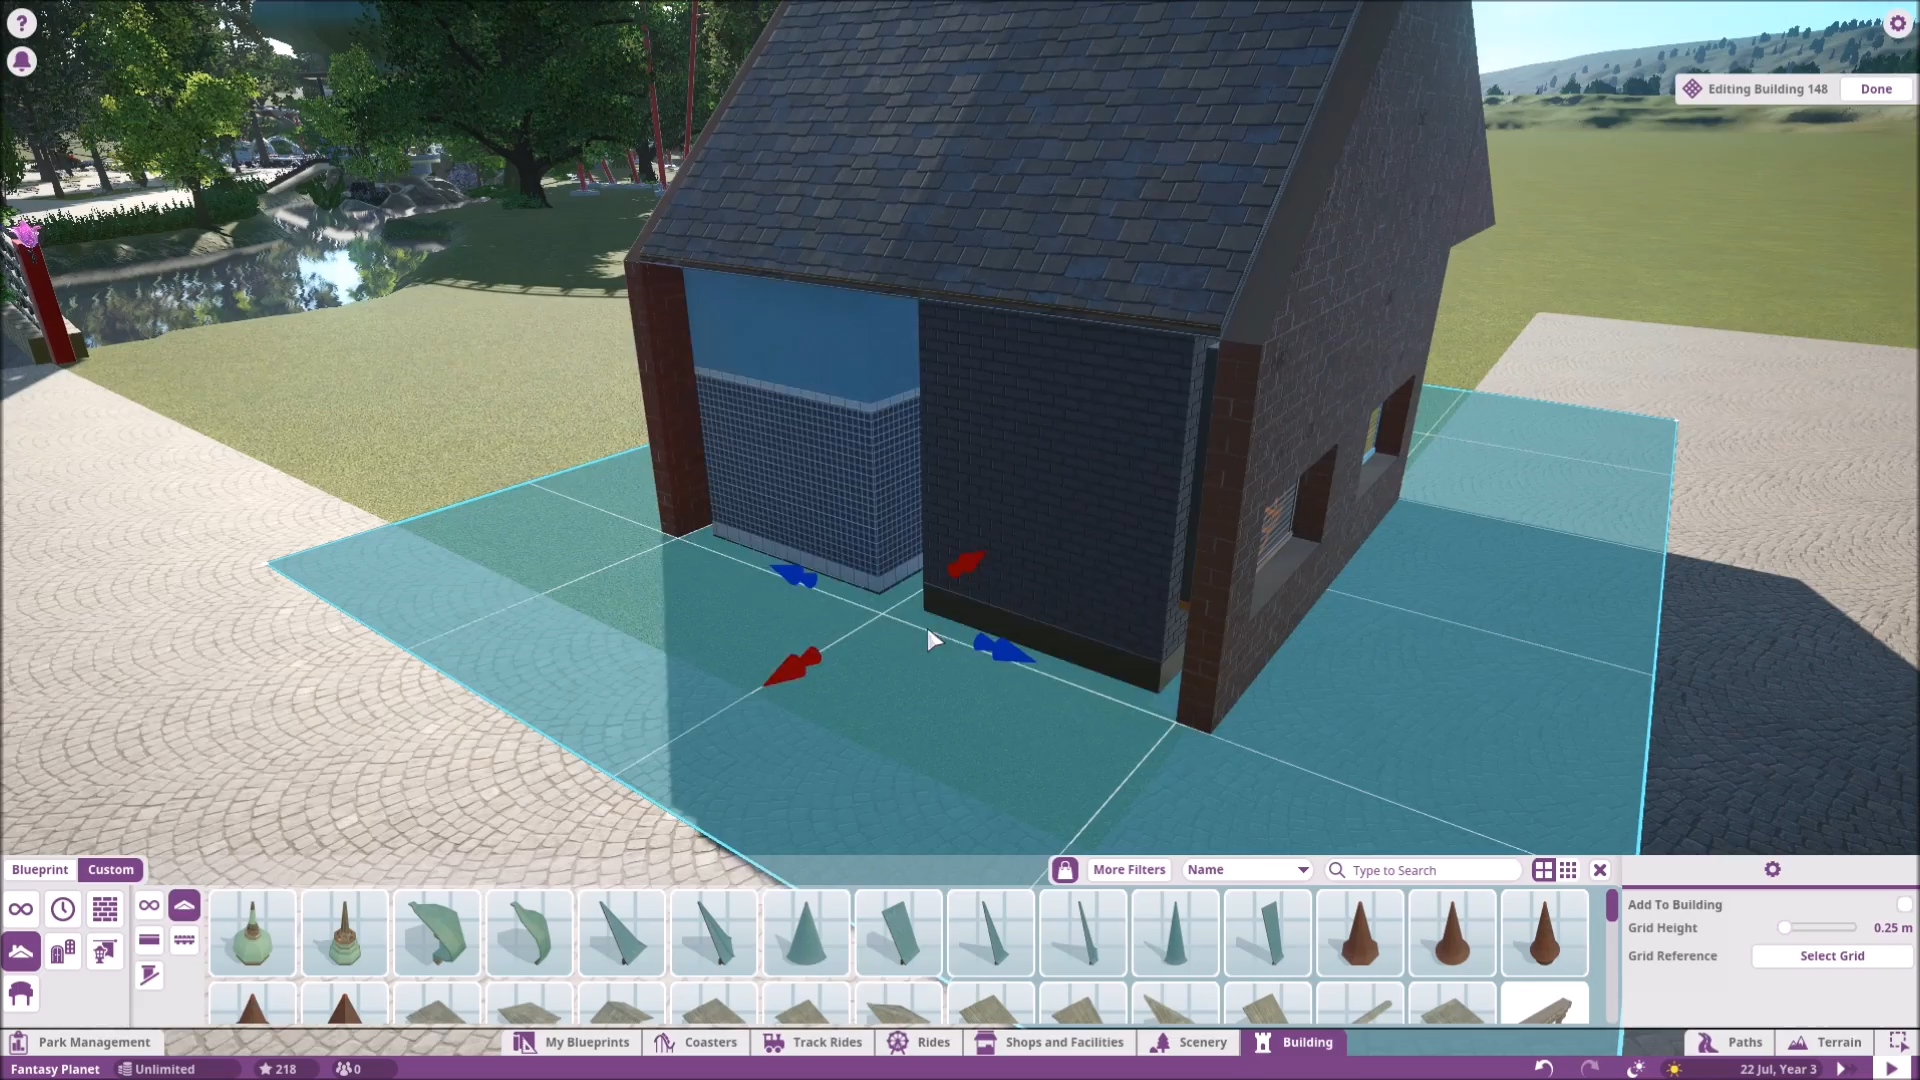 ?
Editing Building 148
Done
Blueprint
Custom
More Filters
Name
Type to Search
Add To Building
Grid Height
0.25 m
Grid Reference
Select Grid
Park Management
My Blueprints
Coasters
Track Rides
Rides
Shops and Facilities
Scenery
Building
Paths
Terrain
Fantasy Planet
Unlimited
218
0
22 Jul, Year 3